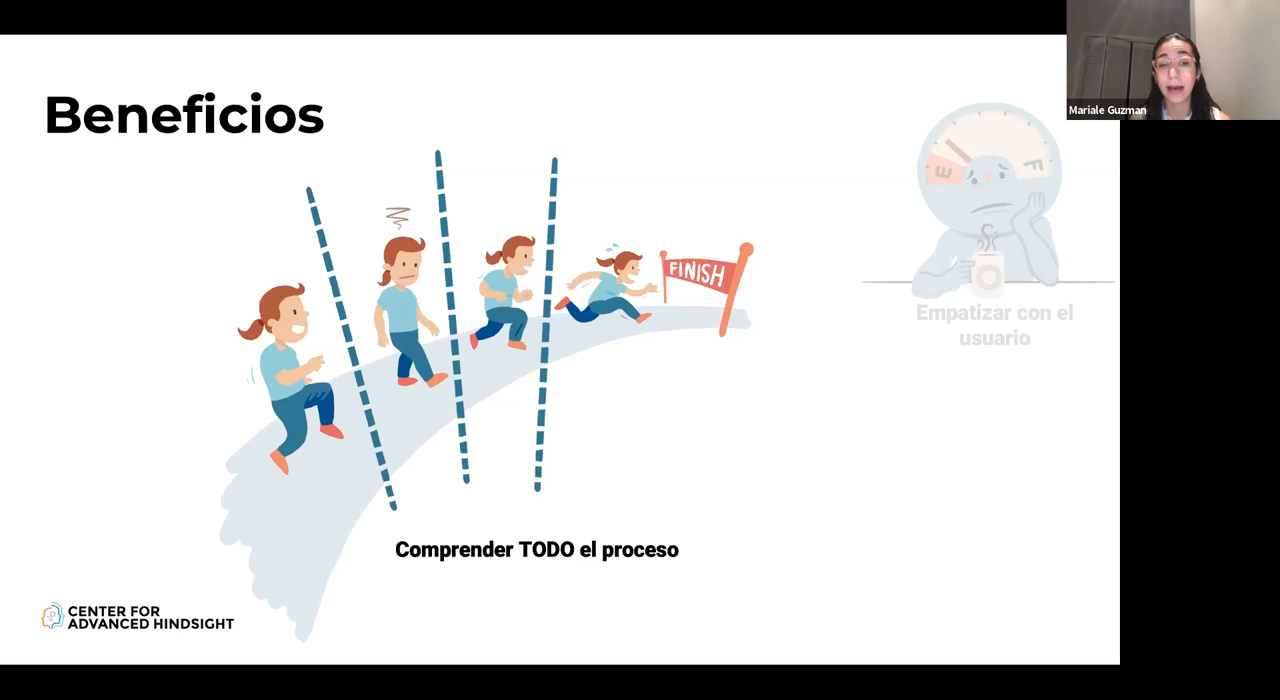 Mariale Guzman
Beneficios
E
F
FINISH
Empatizar con el
usuario
Comprender TODO el proceso
CENTER FOR
ADVANCED HINDSIGHT